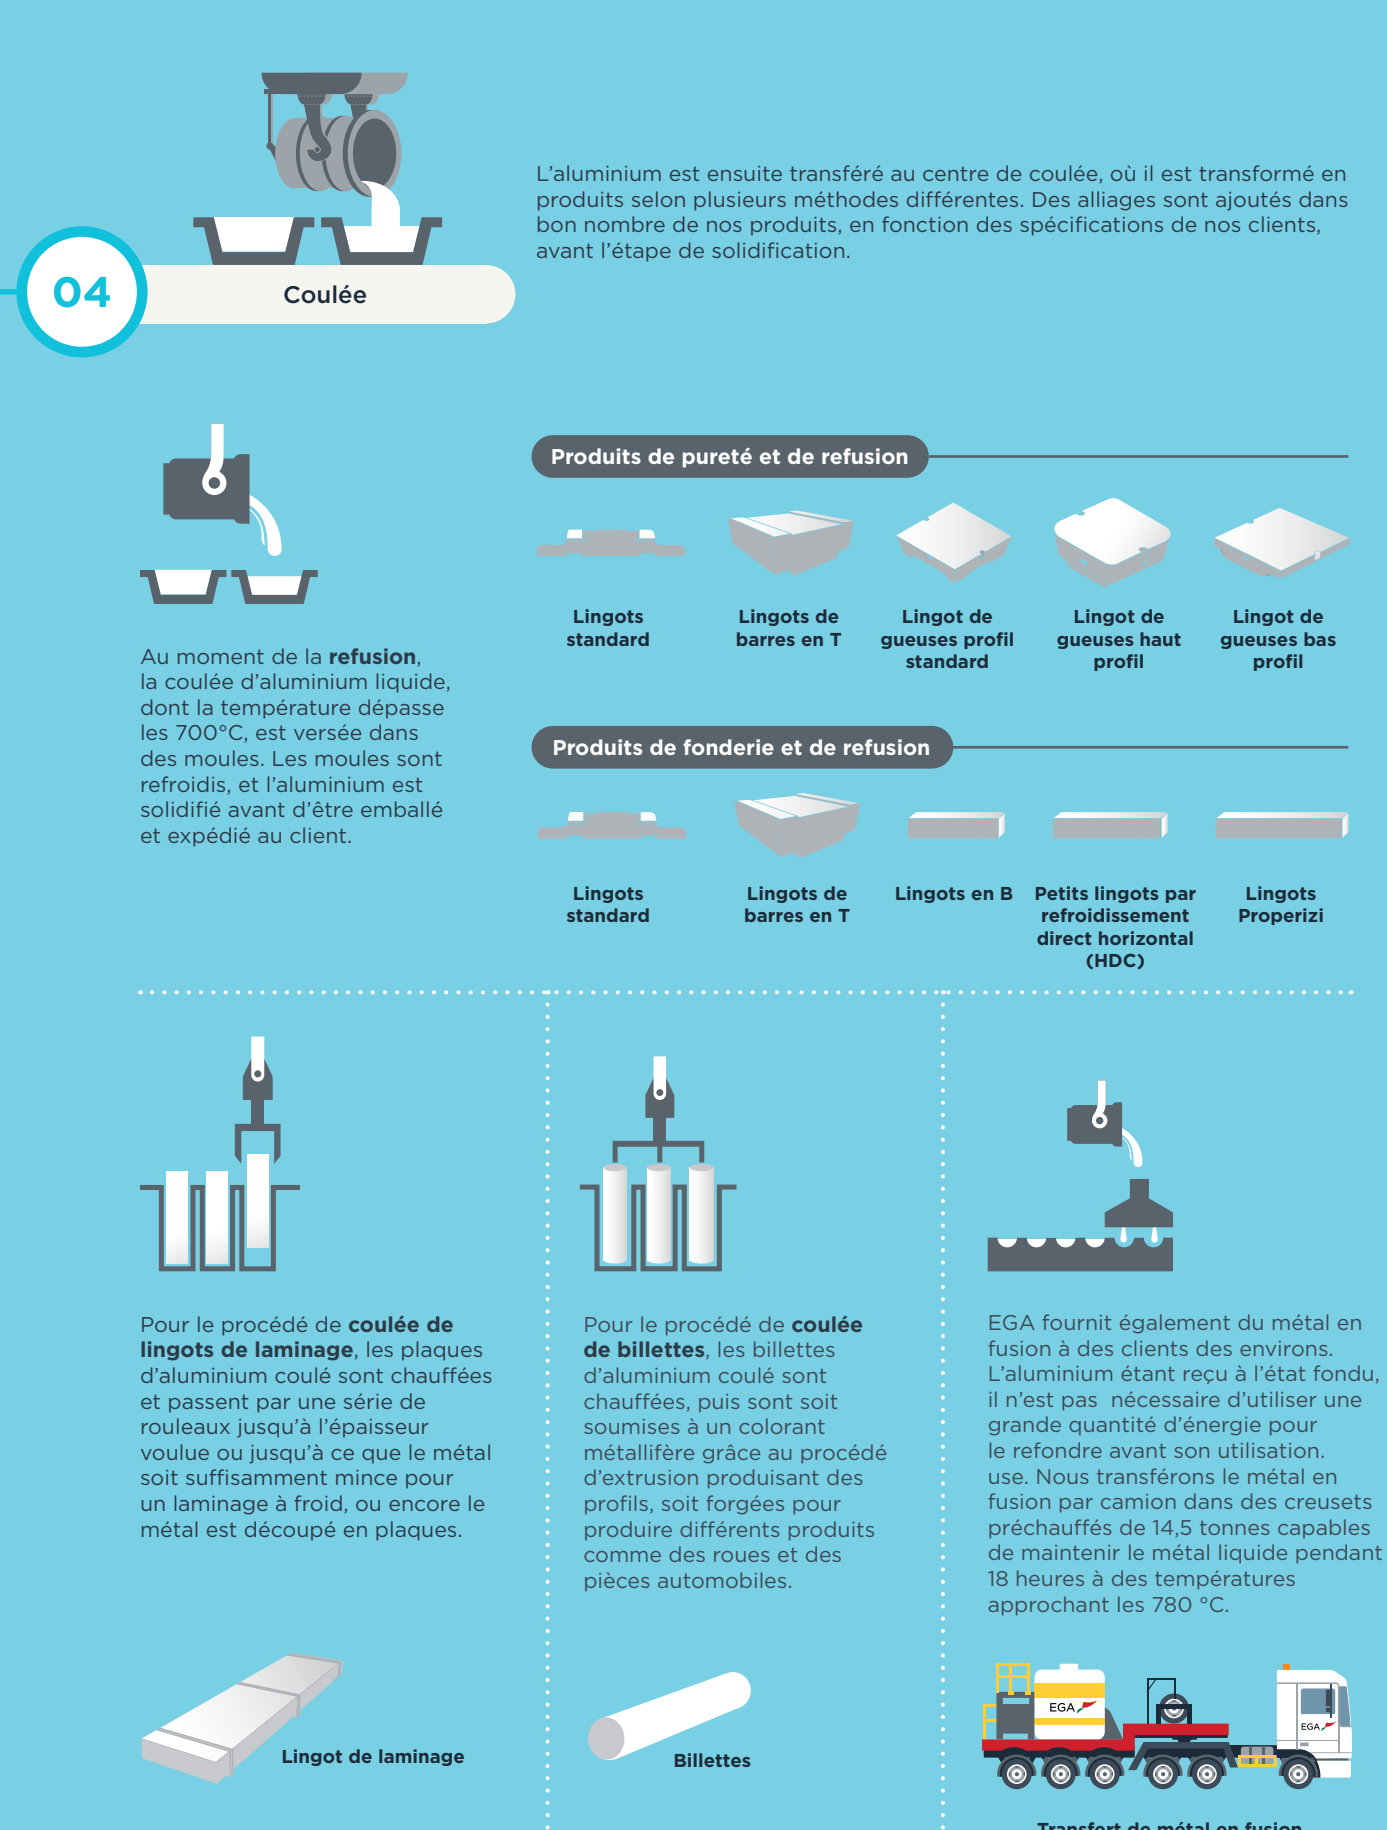 L’aluminium est ensuite transféré au centre de coulée, où il est transformé en
produits selon plusieurs méthodes différentes. Des alliages sont ajoutés dans
bon nombre de nos produits, en fonction des spécifications de nos clients,
avant l’étape de solidification.
04
Coulée
Produits de pureté et de refusion
Lingots
standard
Lingots de
barres en T
Lingot de
gueuses profil
standard
Lingot de
gueuses haut
profil
Lingot de
gueuses bas
profil
Au moment de la refusion,
la coulée d’aluminium liquide,
dont la température dépasse
les 700°C, est versée dans
des moules. Les moules sont
refroidis, et l’aluminium est
solidifié avant d’être emballé
et expédié au client.
Produits de fonderie et de refusion
Lingots
standard
Lingots de
barres en T
Lingots en B
Petits lingots par
refroidissement
direct horizontal
(HDC)
Lingots
Properizi
Pour le procédé de coulée de
lingots de laminage, les plaques
d’aluminium coulé sont chauffées
et passent par une série de
rouleaux jusqu’à l’épaisseur
voulue ou jusqu’à ce que le métal
soit suffisamment mince pour
un laminage à froid, ou encore le
métal est découpé en plaques.
Lingot de laminage
Pour le procédé de coulée
de billettes, les billettes
d’aluminium coulé sont
chauffées, puis sont soit
soumises à un colorant
métallifère grâce au procédé
d’extrusion produisant des
profils, soit forgées pour
produire différents produits
comme des roues et des
pièces automobiles.
Billettes
EGA fournit également du métal en
fusion à des clients des environs.
L’aluminium étant reçu à l’état fondu,
il n’est pas  nécessaire d’utiliser une
grande quantité d’énergie pour
le refondre avant son utilisation.
use. Nous transférons le métal en
fusion par camion dans des creusets
préchauffés de 14,5 tonnes capables
de maintenir le métal liquide pendant
18 heures à des températures
approchant les 780 °C.
EGA
EGA
Transfert de métal en fusion